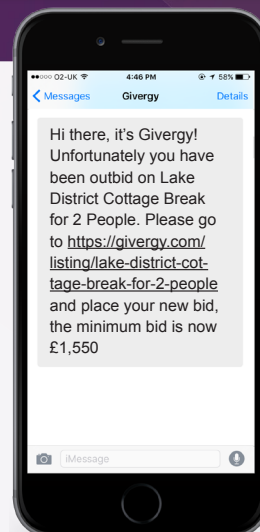 O2-UK 4:46 PM 58%
Messages Givergy Details
Hi there, it's Givergy!
Unfortunately you have
been outbid on Lake
District Cottage Break
for 2 People. Please go
to https://givergy.com/
listing/lake-district-cot-
tage-break-for-2-people
and place your new bid,
the minimum bid is now
£1,550
iMessage